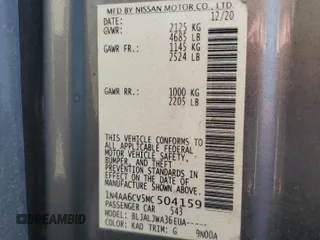 MFD BY NISSAN MOTOR CO., LTD.
12/20
GVWR: 2125 KG
4685 LB
GAWR FR.: 1145 KG
2524 LB
GAWR RR.: 1000 KG
2205 LB
THIS VEHICLE CONFORMS TO
ALL APPLICABLE FEDERAL
MOTOR VEHICLE SAFETY,
BUMPER, AND THEFT
PREVENTION STANDARDS
IN EFFECT ON THE DATE OF
MANUFACTURE SHOWN ABOVE.
1N4AA6CV5MC504159
PASSENGER CAR 543
MODEL: BLJALJWA36EUA-----
COLOR: KAD TRIM: G 9N00A
DREAMBID